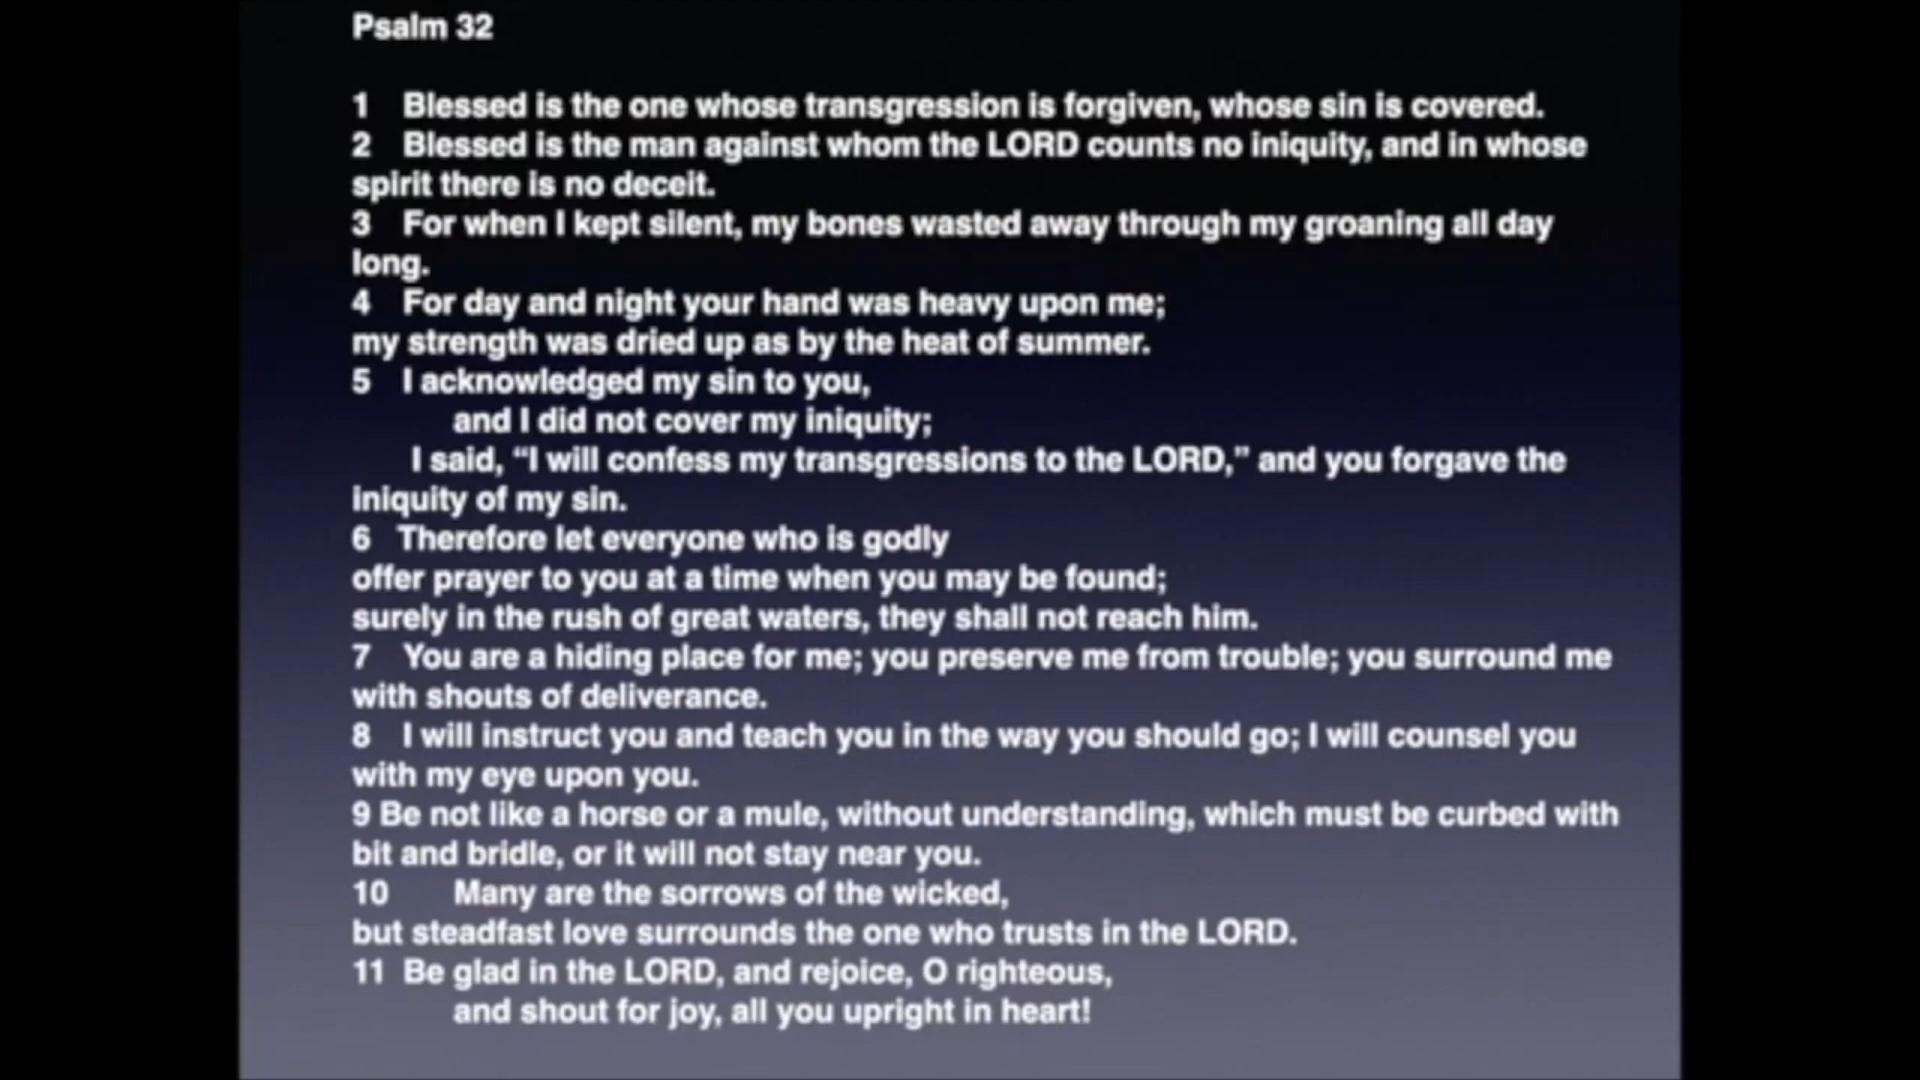 Psalm 32
1 Blessed is the one whose transgression is forgiven, whose sin is covered.
2 Blessed is the man against whom the LORD counts no iniquity, and in whose
spirit there is no deceit.
3 For when I kept silent, my bones wasted away through my groaning all day
long.
4 For day and night your hand was heavy upon me;
my strength was dried up as by the heat of summer.
5 I acknowledged my sin to you,
and I did not cover my iniquity;
I said, “I will confess my transgressions to the LORD,” and you forgave the
iniquity of my sin.
6 Therefore let everyone who is godly
offer prayer to you at a time when you may be found;
surely in the rush of great waters, they shall not reach him.
7 You are a hiding place for me; you preserve me from trouble; you surround me
with shouts of deliverance.
8 I will instruct you and teach you in the way you should go; I will counsel you
with my eye upon you.
9 Be not like a horse or a mule, without understanding, which must be curbed with
bit and bridle, or it will not stay near you.
10 Many are the sorrows of the wicked,
but steadfast love surrounds the one who trusts in the LORD.
11 Be glad in the LORD, and rejoice, O righteous,
and shout for joy, all you upright in heart!